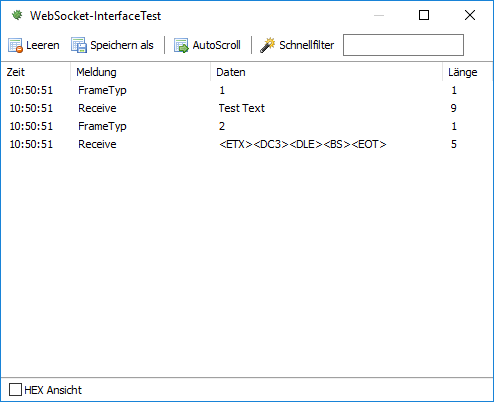 WebSocket-InterfaceTest
Leeren Speichern als AutoScroll Schnellfilter
Zeit Meldung Daten Länge
10:50:51 FrameTyp 1 1
10:50:51 Receive Test Text 9
10:50:51 FrameTyp 2 1
10:50:51 Receive <ETX><DC3><DLE><BS><EOT> 5
HEX Ansicht